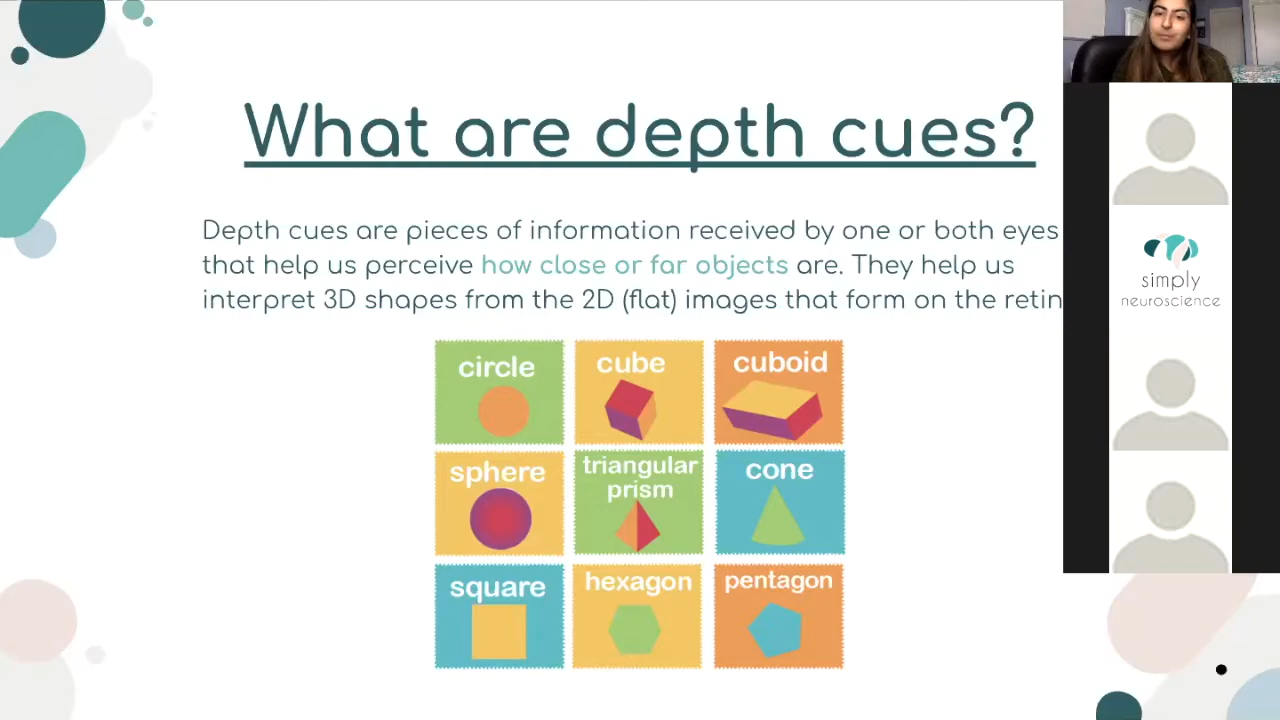 What are depth cues?
Depth cues are pieces of information received by one or both eyes
that help us perceive how close or far objects are. They help us
interpret 3D shapes from the 2D (flat) images that form on the retin
circle
cube
cuboid
sphere
triangular
prism
cone
square
hexagon
pentagon
simply
neuroscience